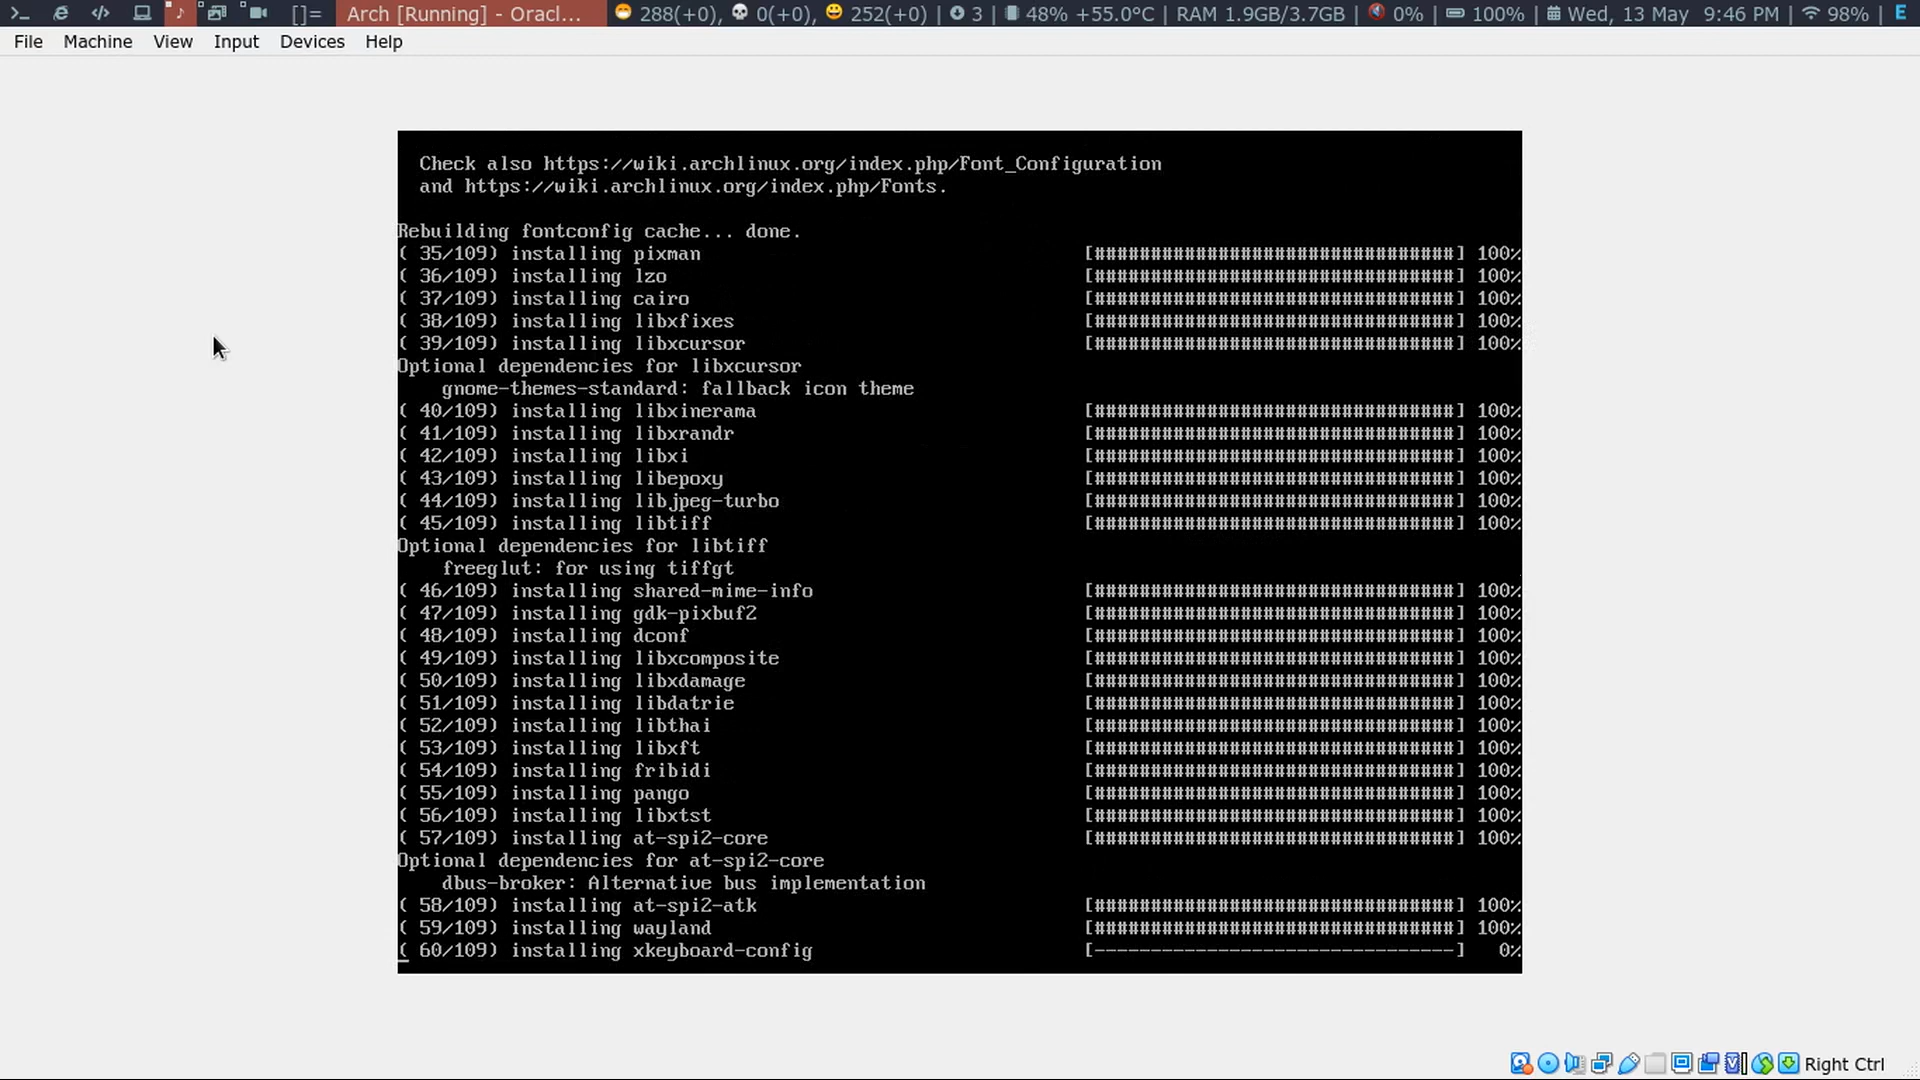 Arch [Running] - Oracl... 288(+0), 0(+0), 252(+0) | 3 | 48% +55.0°C | RAM 1.9GB/3.7GB | 0% | 100% | Wed, 13 May 9:46 PM | 98% | E
File Machine View Input Devices Help
Check also https://wiki.archlinux.org/index.php/Font_Configuration
and https://wiki.archlinux.org/index.php/Fonts.
Rebuilding fontconfig cache... done.
( 35/109) installing pixman [################################] 100%
( 36/109) installing lzo [################################] 100%
( 37/109) installing cairo [################################] 100%
( 38/109) installing libxfixes [################################] 100%
( 39/109) installing libxcursor [################################] 100%
Optional dependencies for libxcursor
gnome-themes-standard: fallback icon theme
( 40/109) installing libxinerama [################################] 100%
( 41/109) installing libxrandr [################################] 100%
( 42/109) installing libxi [################################] 100%
( 43/109) installing libepoxy [################################] 100%
( 44/109) installing libjpeg-turbo [################################] 100%
( 45/109) installing libtiff [################################] 100%
Optional dependencies for libtiff
freeglut: for using tiffgt
( 46/109) installing shared-mime-info [################################] 100%
( 47/109) installing gdk-pixbuf2 [################################] 100%
( 48/109) installing dconf [################################] 100%
( 49/109) installing libxcomposite [################################] 100%
( 50/109) installing libxdamage [################################] 100%
( 51/109) installing libdatrie [################################] 100%
( 52/109) installing libthai [################################] 100%
( 53/109) installing libxft [################################] 100%
( 54/109) installing fribidi [################################] 100%
( 55/109) installing pango [################################] 100%
( 56/109) installing libxtst [################################] 100%
( 57/109) installing at-spi2-core [################################] 100%
Optional dependencies for at-spi2-core
dbus-broker: Alternative bus implementation
( 58/109) installing at-spi2-atk [################################] 100%
( 59/109) installing wayland [################################] 100%
( 60/109) installing xkeyboard-config [--------------------------------] 0%
Right Ctrl